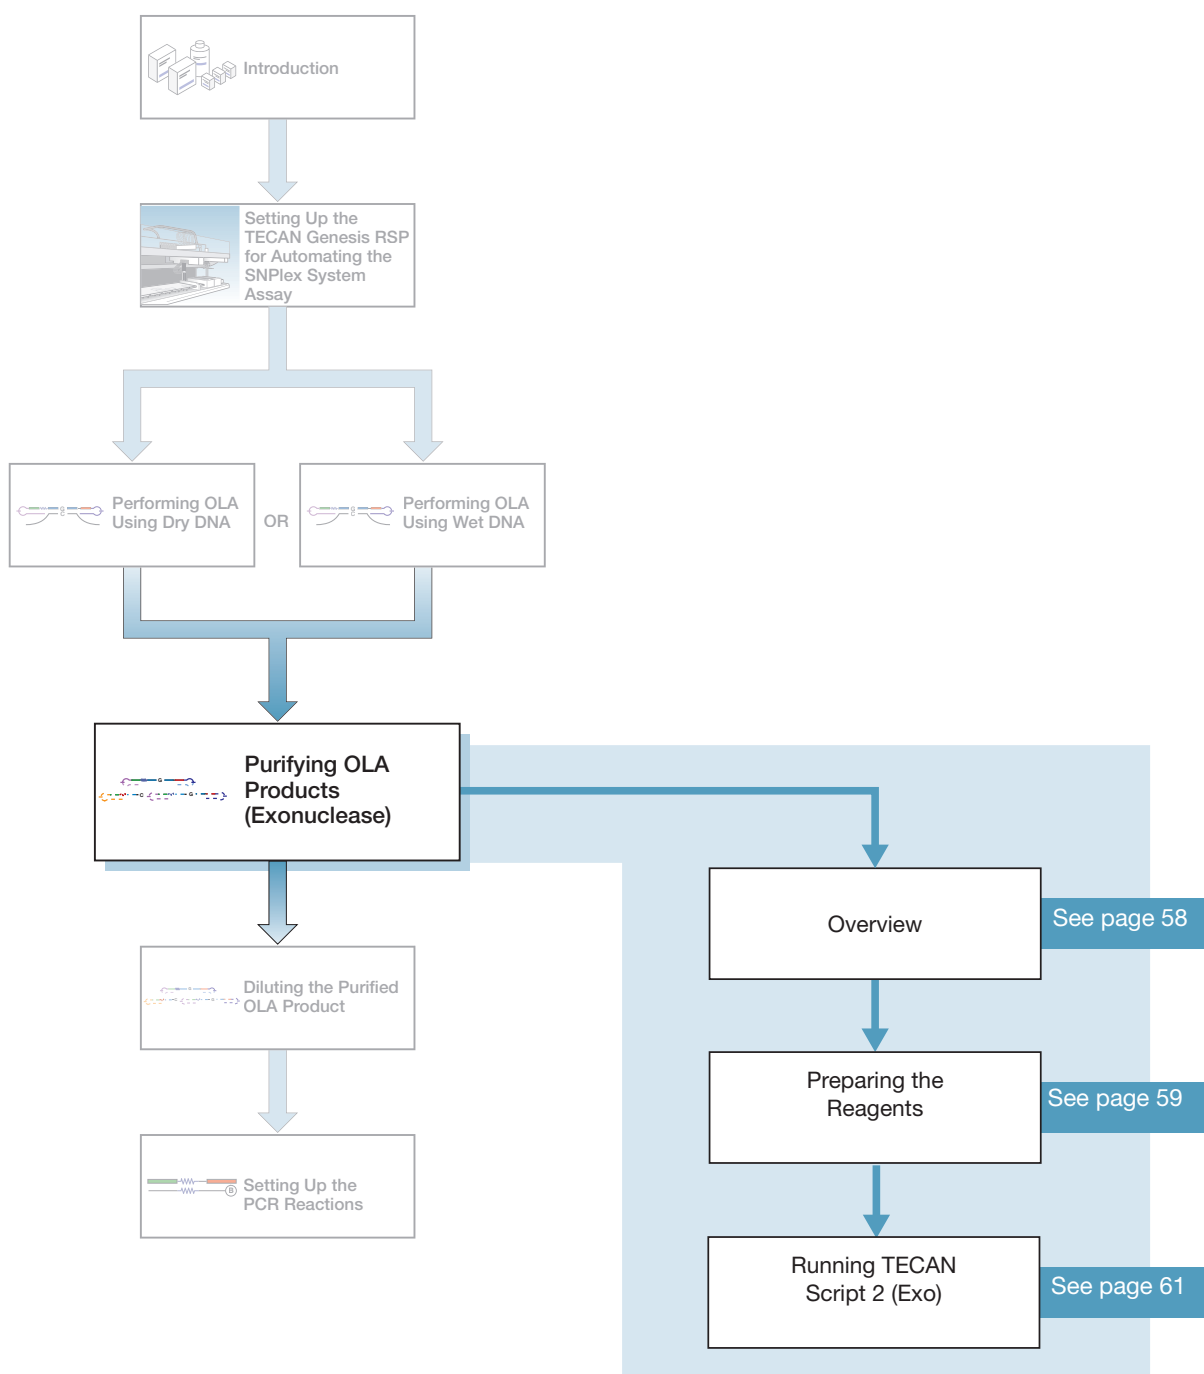 Introduction
Setting Up the
TECAN Genesis RSP
for Automating the
SNPlex System
Assay
Performing OLA
Using Dry DNA
OR
Performing OLA
Using Wet DNA
G
C
G
C
Purifying OLA
Products
(Exonuclease)
G
C
G
Overview
See page 58
Diluting the Purified
OLA Product
Preparing the
Reagents
See page 59
Setting Up the
PCR Reactions
B
Running TECAN
Script 2 (Exo)
See page 61